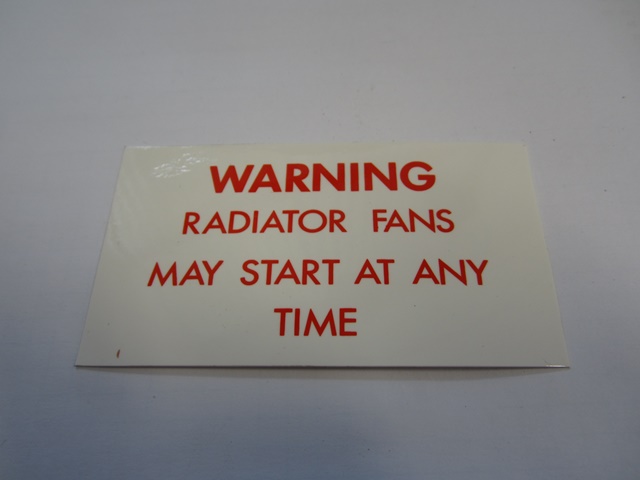 WARNING
RADIATOR FANS
MAY START AT ANY
TIME